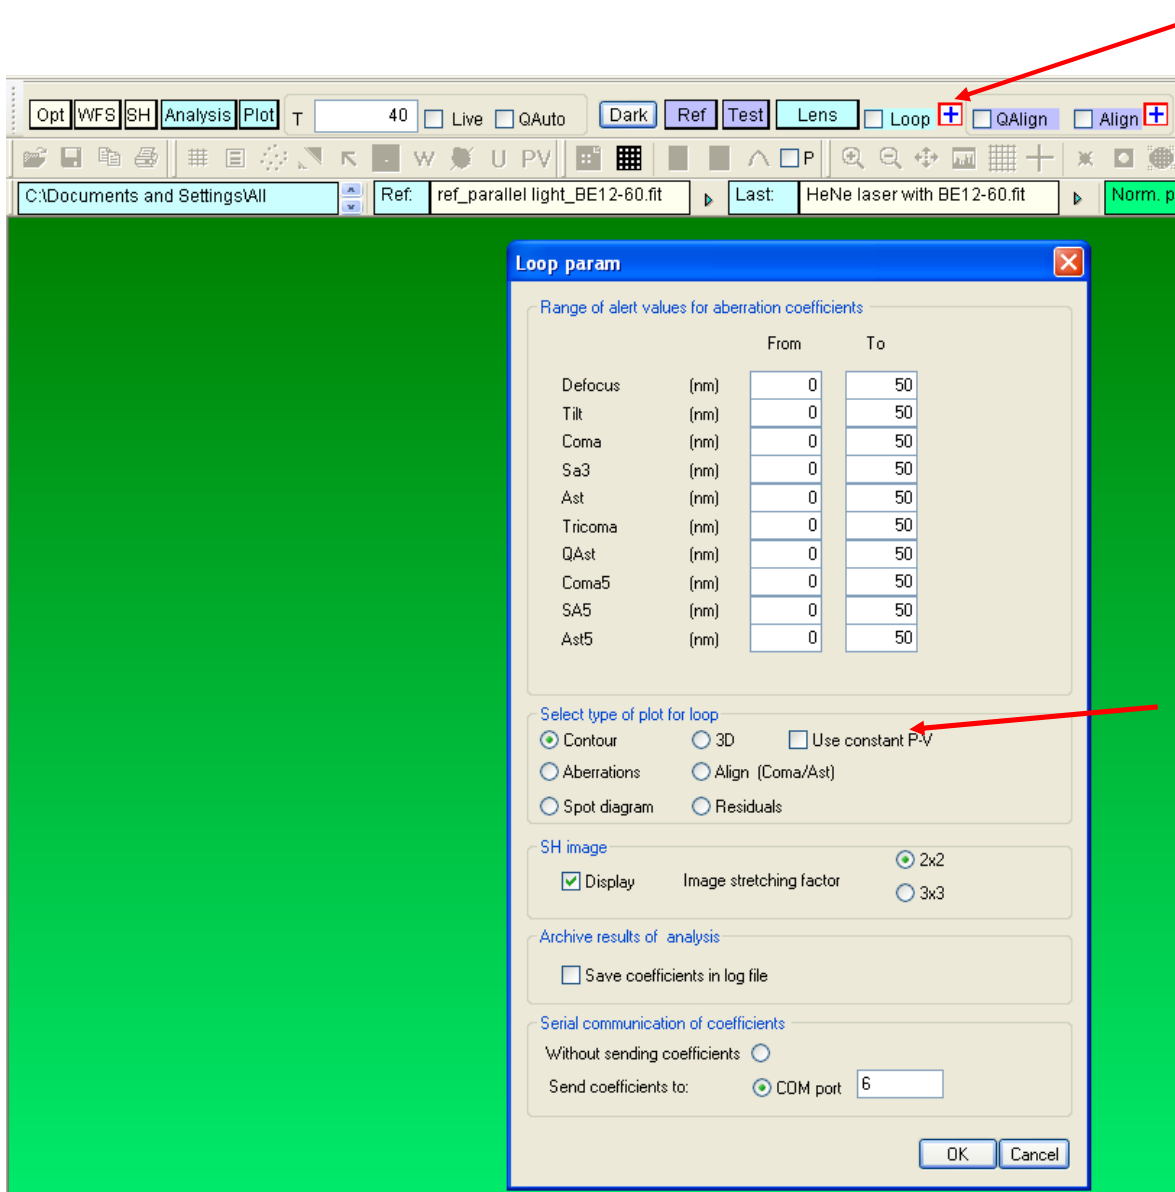 Opt WFS SH Analysis Plot T 40 Live QAuto Dark Ref Test Lens Loop QAlign Align
W U PV P
C:\Documents and Settings\All Ref: ref_parallel light_BE12-60.fit Last: HeNe laser with BE12-60.fit Norm. p
Loop param
Range of alert values for aberration coefficients
From To
Defocus (nm) 0 50
Tilt (nm) 0 50
Coma (nm) 0 50
Sa3 (nm) 0 50
Ast (nm) 0 50
Tricoma (nm) 0 50
QAst (nm) 0 50
Coma5 (nm) 0 50
SA5 (nm) 0 50
Ast5 (nm) 0 50
Select type of plot for loop
Contour 3D Use constant P-V
Aberrations Align (Coma/Ast)
Spot diagram Residuals
SH image
2x2
Display Image stretching factor
3x3
Archive results of analysis
Save coefficients in log file
Serial communication of coefficients
Without sending coefficients
Send coefficients to: COM port 6
OK Cancel